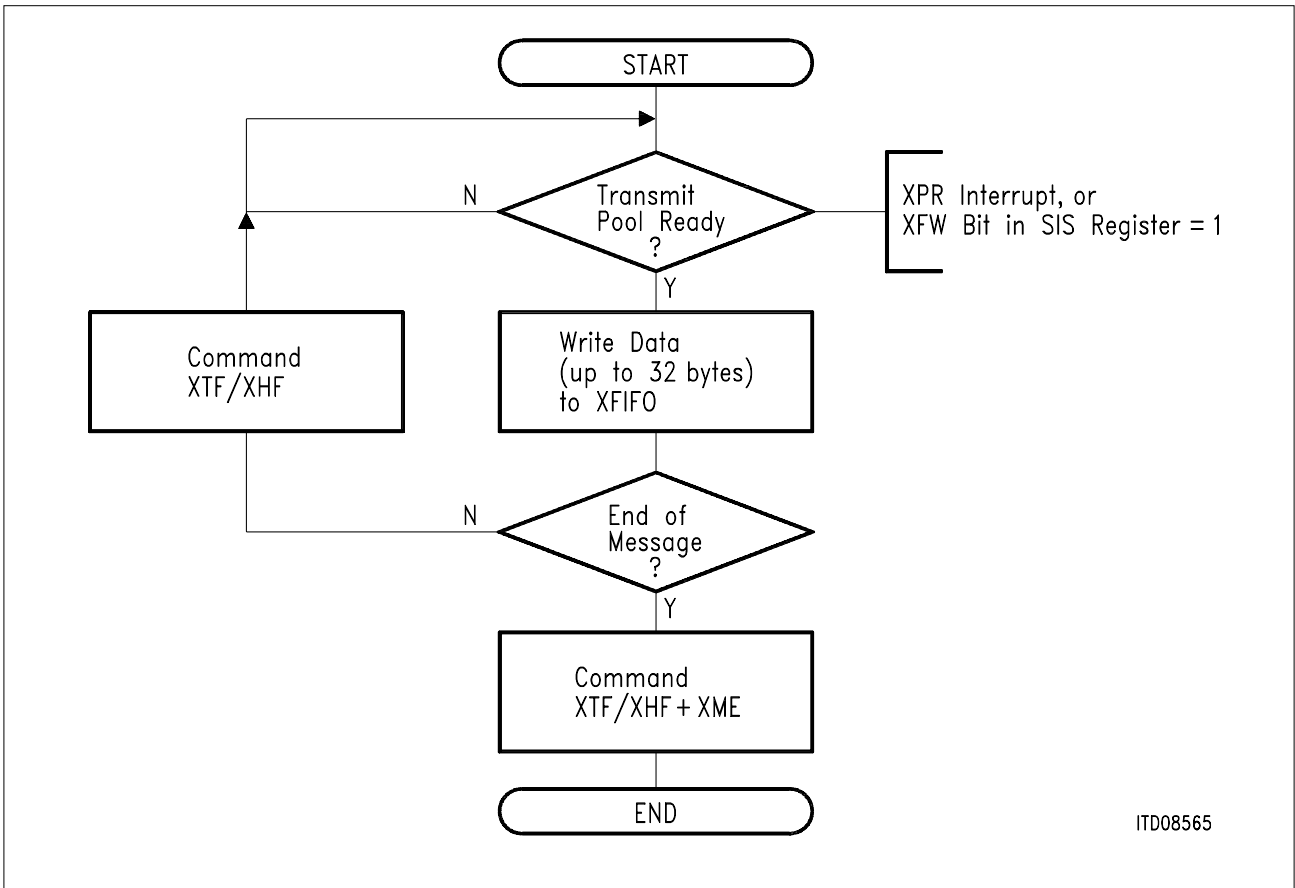 START
N
Transmit
Pool Ready
?
XPR Interrupt, or
XFW Bit in SIS Register = 1
Y
Command
XTF/XHF
Write Data
(up to 32 bytes)
to XFIFO
N
End of
Message
?
Y
Command
XTF/XHF + XME
END
ITD08565